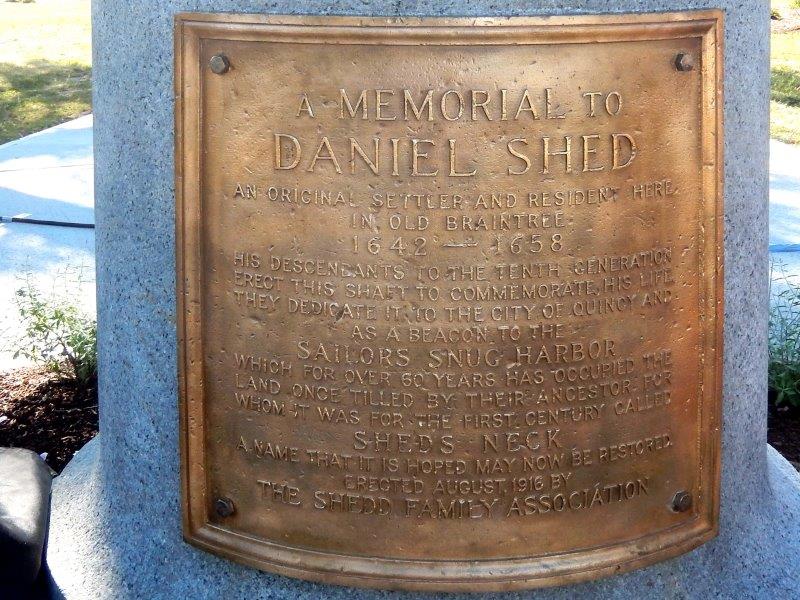 A MEMORIAL TO
DANIEL SHED
AN ORIGINAL SETTLER AND RESIDENT HERE
IN OLD BRAINTREE
1642 — 1658
HIS DESCENDANTS TO THE TENTH GENERATION
ERECT THIS SHAFT TO COMMEMORATE HIS LIFE
THEY DEDICATE IT TO THE CITY OF QUINCY AND
AS A BEACON TO THE
SAILORS SNUG HARBOR
WHICH FOR OVER 60 YEARS HAS OCCUPIED THE
LAND ONCE TILLED BY THEIR ANCESTOR FOR
WHOM IT WAS FOR THE FIRST CENTURY CALLED
SHEDS NECK
A NAME THAT IT IS HOPED MAY NOW BE RESTORED
ERECTED AUGUST, 1916 BY
THE SHEDD FAMILY ASSOCIATION